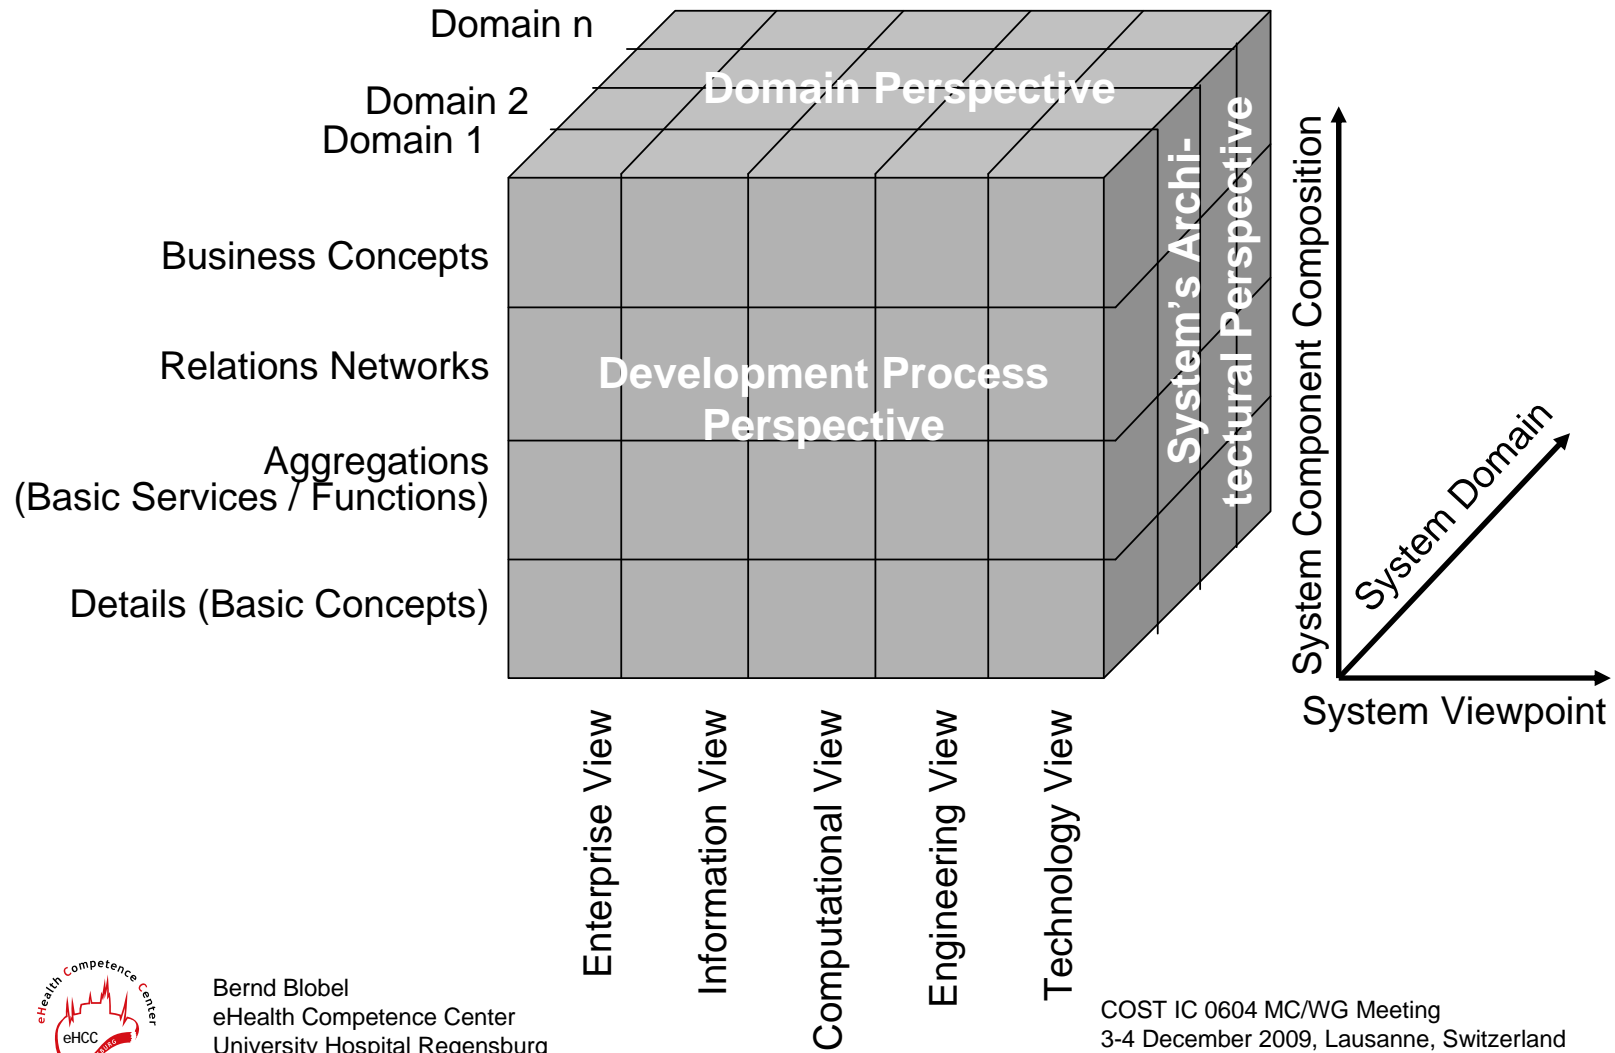 Domain n
Domain 2
Domain 1
Domain Perspective
Business Concepts
Relations Networks
Aggregations
(Basic Services / Functions)
Details (Basic Concepts)
Development Process
Perspective
System's Archi-
tectural Perspective
System Component Composition
System Domain
System Viewpoint
Enterprise View
Information View
Computational View
Engineering View
Technology View
eHealth Competence Center
eHCC
Bernd Blobel
eHealth Competence Center
University Hospital Regensburg
COST IC 0604 MC/WG Meeting
3-4 December 2009, Lausanne, Switzerland